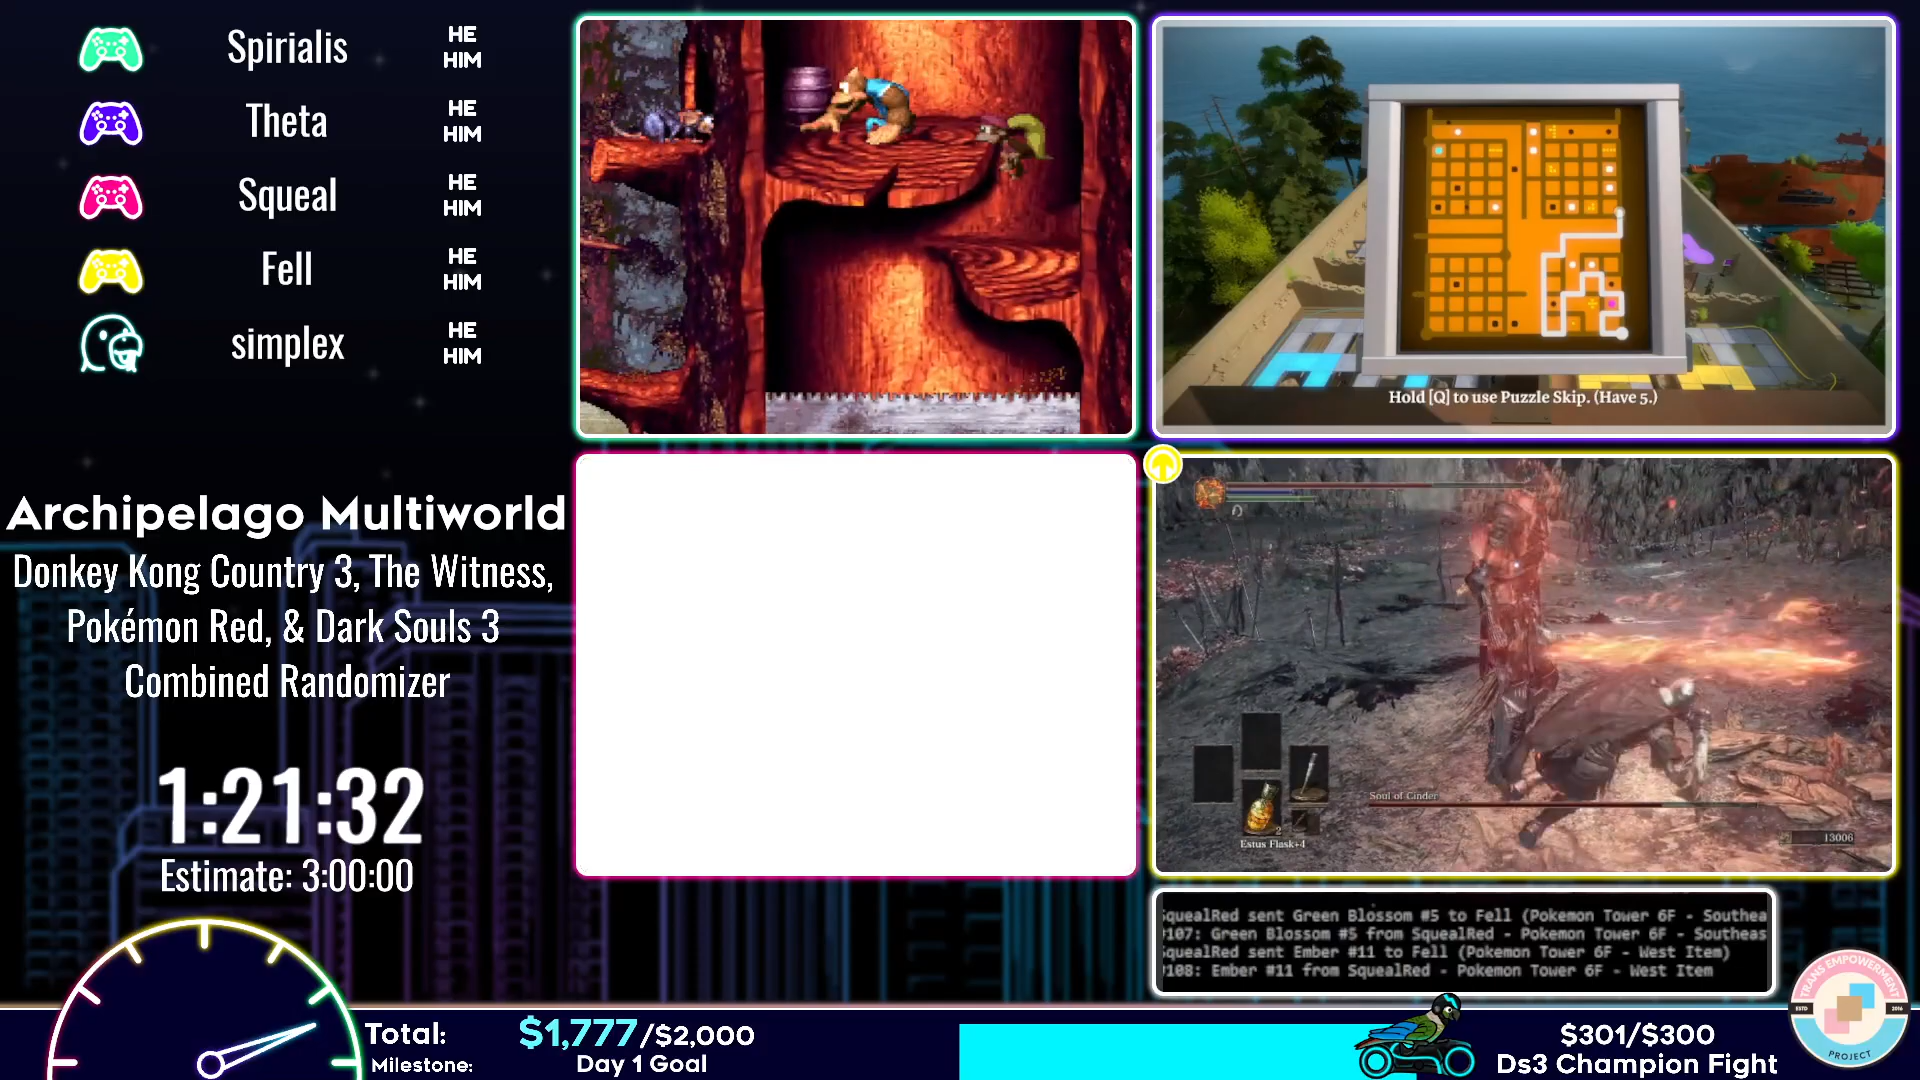 Spirialis
HE
HIM
Theta
HE
HIM
Squeal
HE
HIM
Fell
HE
HIM
simplex
HE
HIM
Archipelago Multiworld
Donkey Kong Country 3, The Witness,
Pokémon Red, & Dark Souls 3
Combined Randomizer
1:21:32
Estimate: 3:00:00
Hold [Q] to use Puzzle Skip. (Have 5.)
Soul of Cinder
2
Estus Flask+4
13006
SquealRed sent Green Blossom #5 to Fell (Pokemon Tower 6F - Southea
#107: Green Blossom #5 from SquealRed - Pokemon Tower 6F - Southeas
SquealRed sent Ember #11 to Fell (Pokemon Tower 6F - West Item)
#108: Ember #11 from SquealRed - Pokemon Tower 6F - West Item
Total: $1,777/$2,000
Milestone: Day 1 Goal
$301/$300
Ds3 Champion Fight
TRANS EMPOWERMENT
ESTD 2016
PROJECT